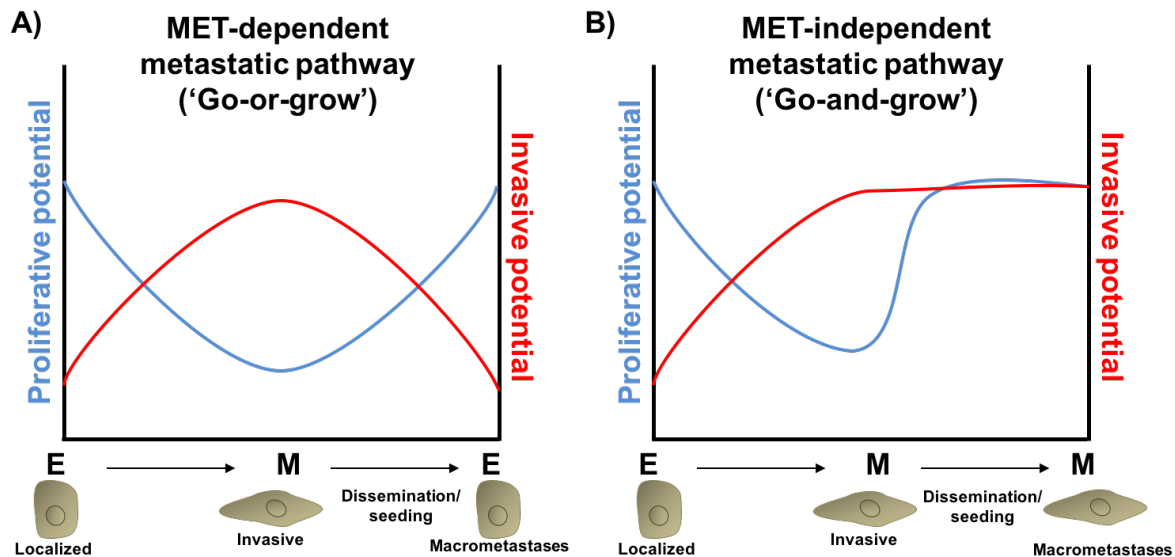 A)
MET-dependent
metastatic pathway
(‘Go-or-grow’)
Proliferative potential
Invasive potential
E
M
E
Dissemination/
seeding
Localized
Invasive
Macrometastases
B)
MET-independent
metastatic pathway
(‘Go-and-grow’)
Proliferative potential
Invasive potential
E
M
M
Dissemination/
seeding
Localized
Invasive
Macrometastases